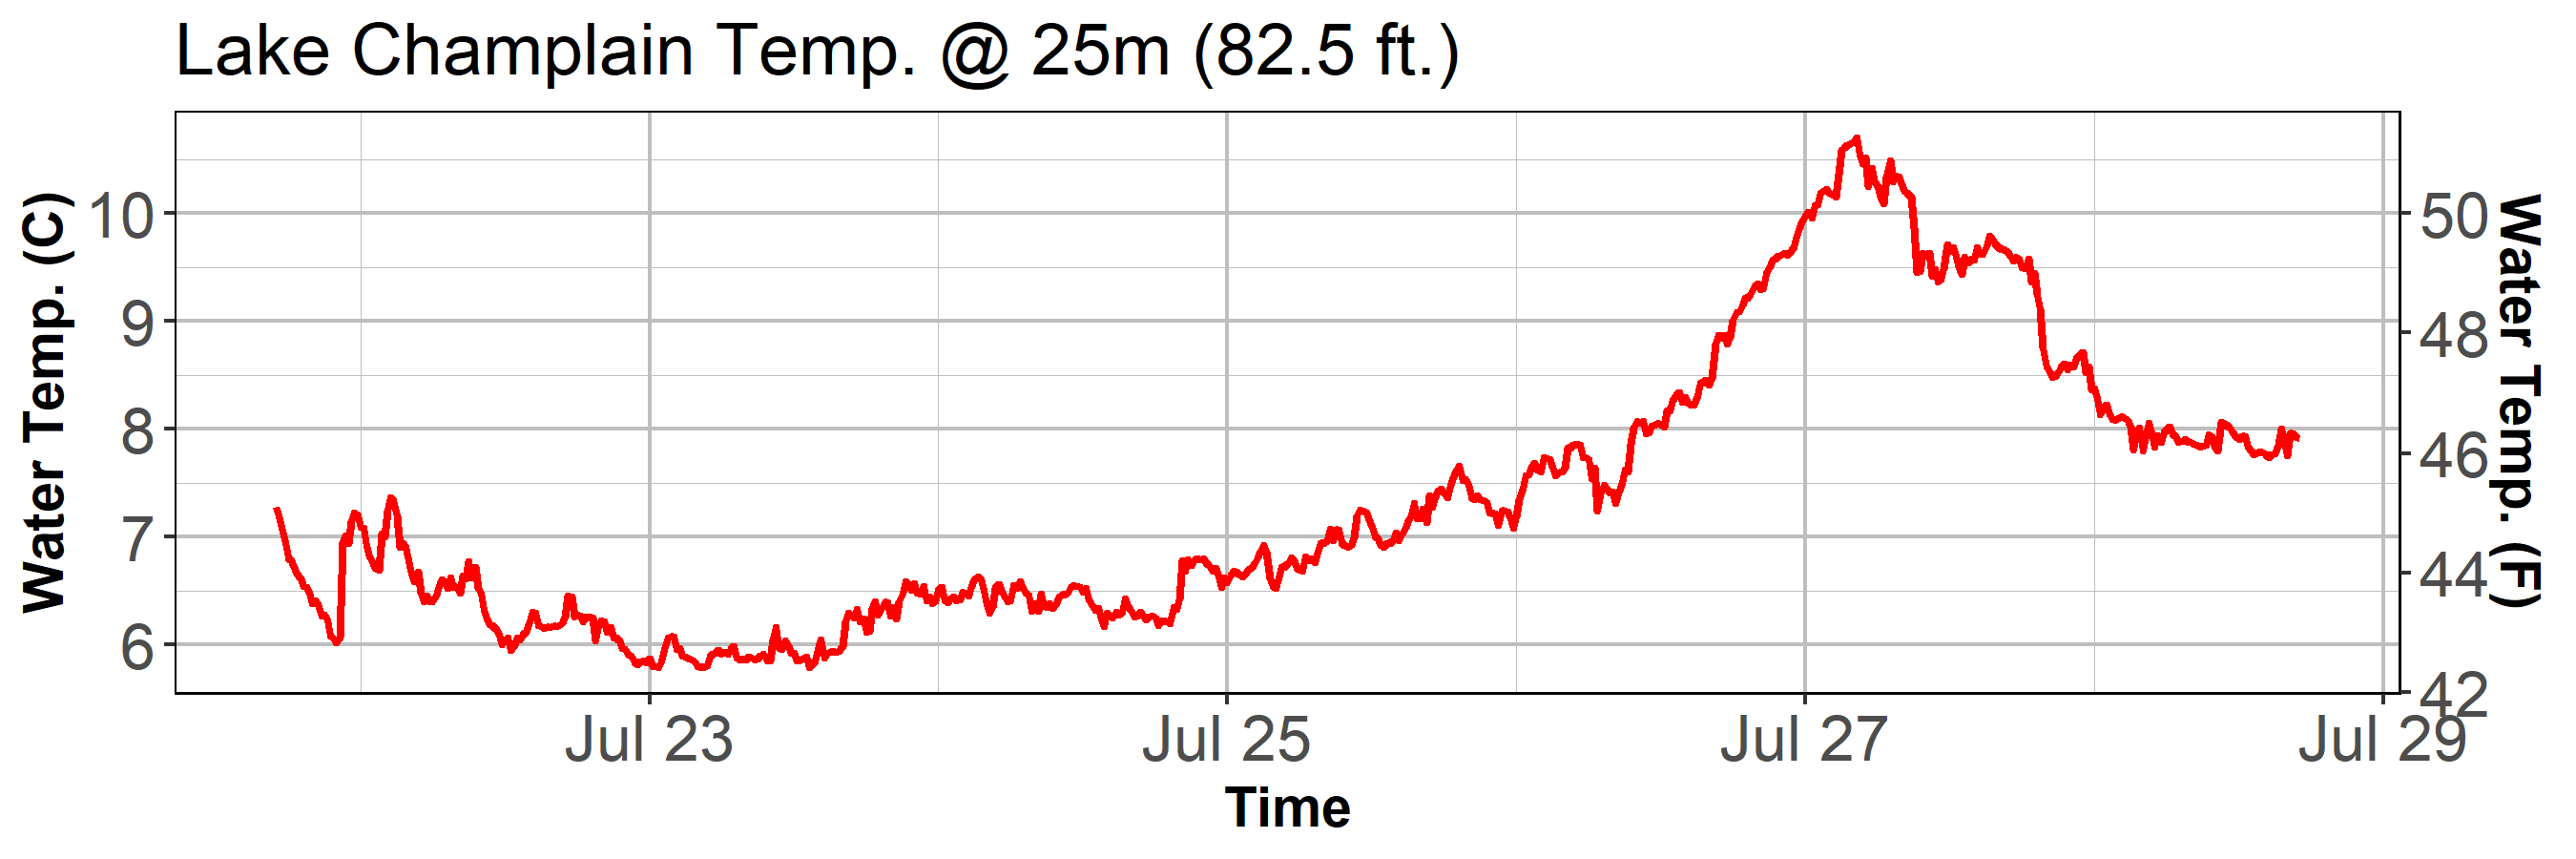 Lake Champlain Temp. @ 25m (82.5 ft.)
Water Temp. (C)
10
9
8
7
6
50
48
46
44
42
Water Temp. (F)
Jul 23 Jul 25 Jul 27 Jul 29
Time